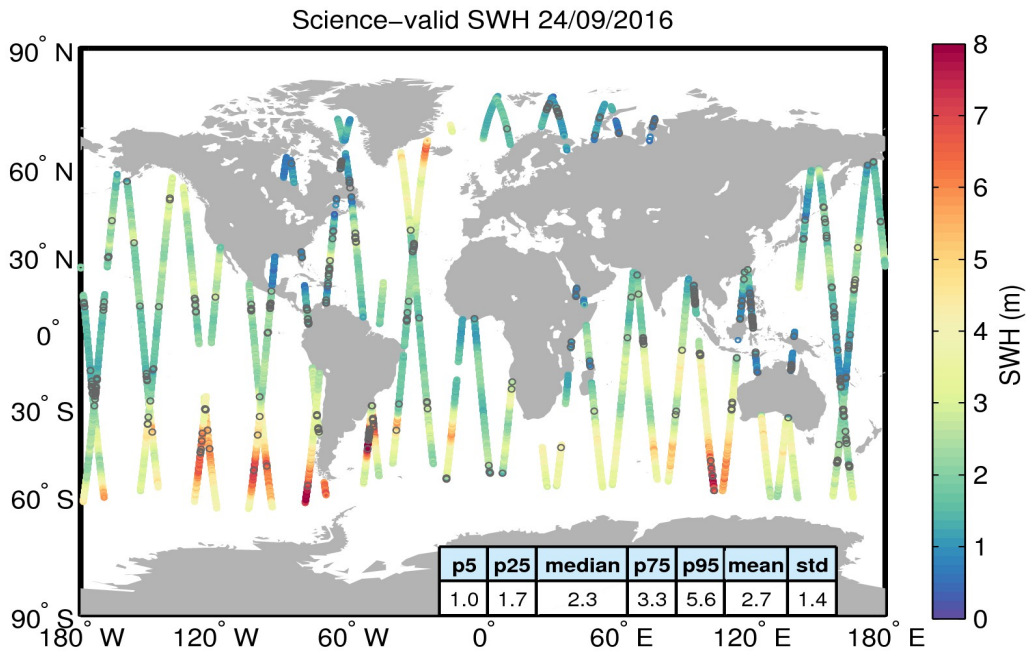 Science-valid SWH 24/09/2016
90° N
60° N
30° N
0°
30° S
60° S
90° S
180° W
120° W
60° W
0°
60° E
120° E
180° E
p5 p25 median p75 p95 mean std
1.0 1.7 2.3 3.3 5.6 2.7 1.4
8
7
6
5
4
3
2
1
0
SWH (m)